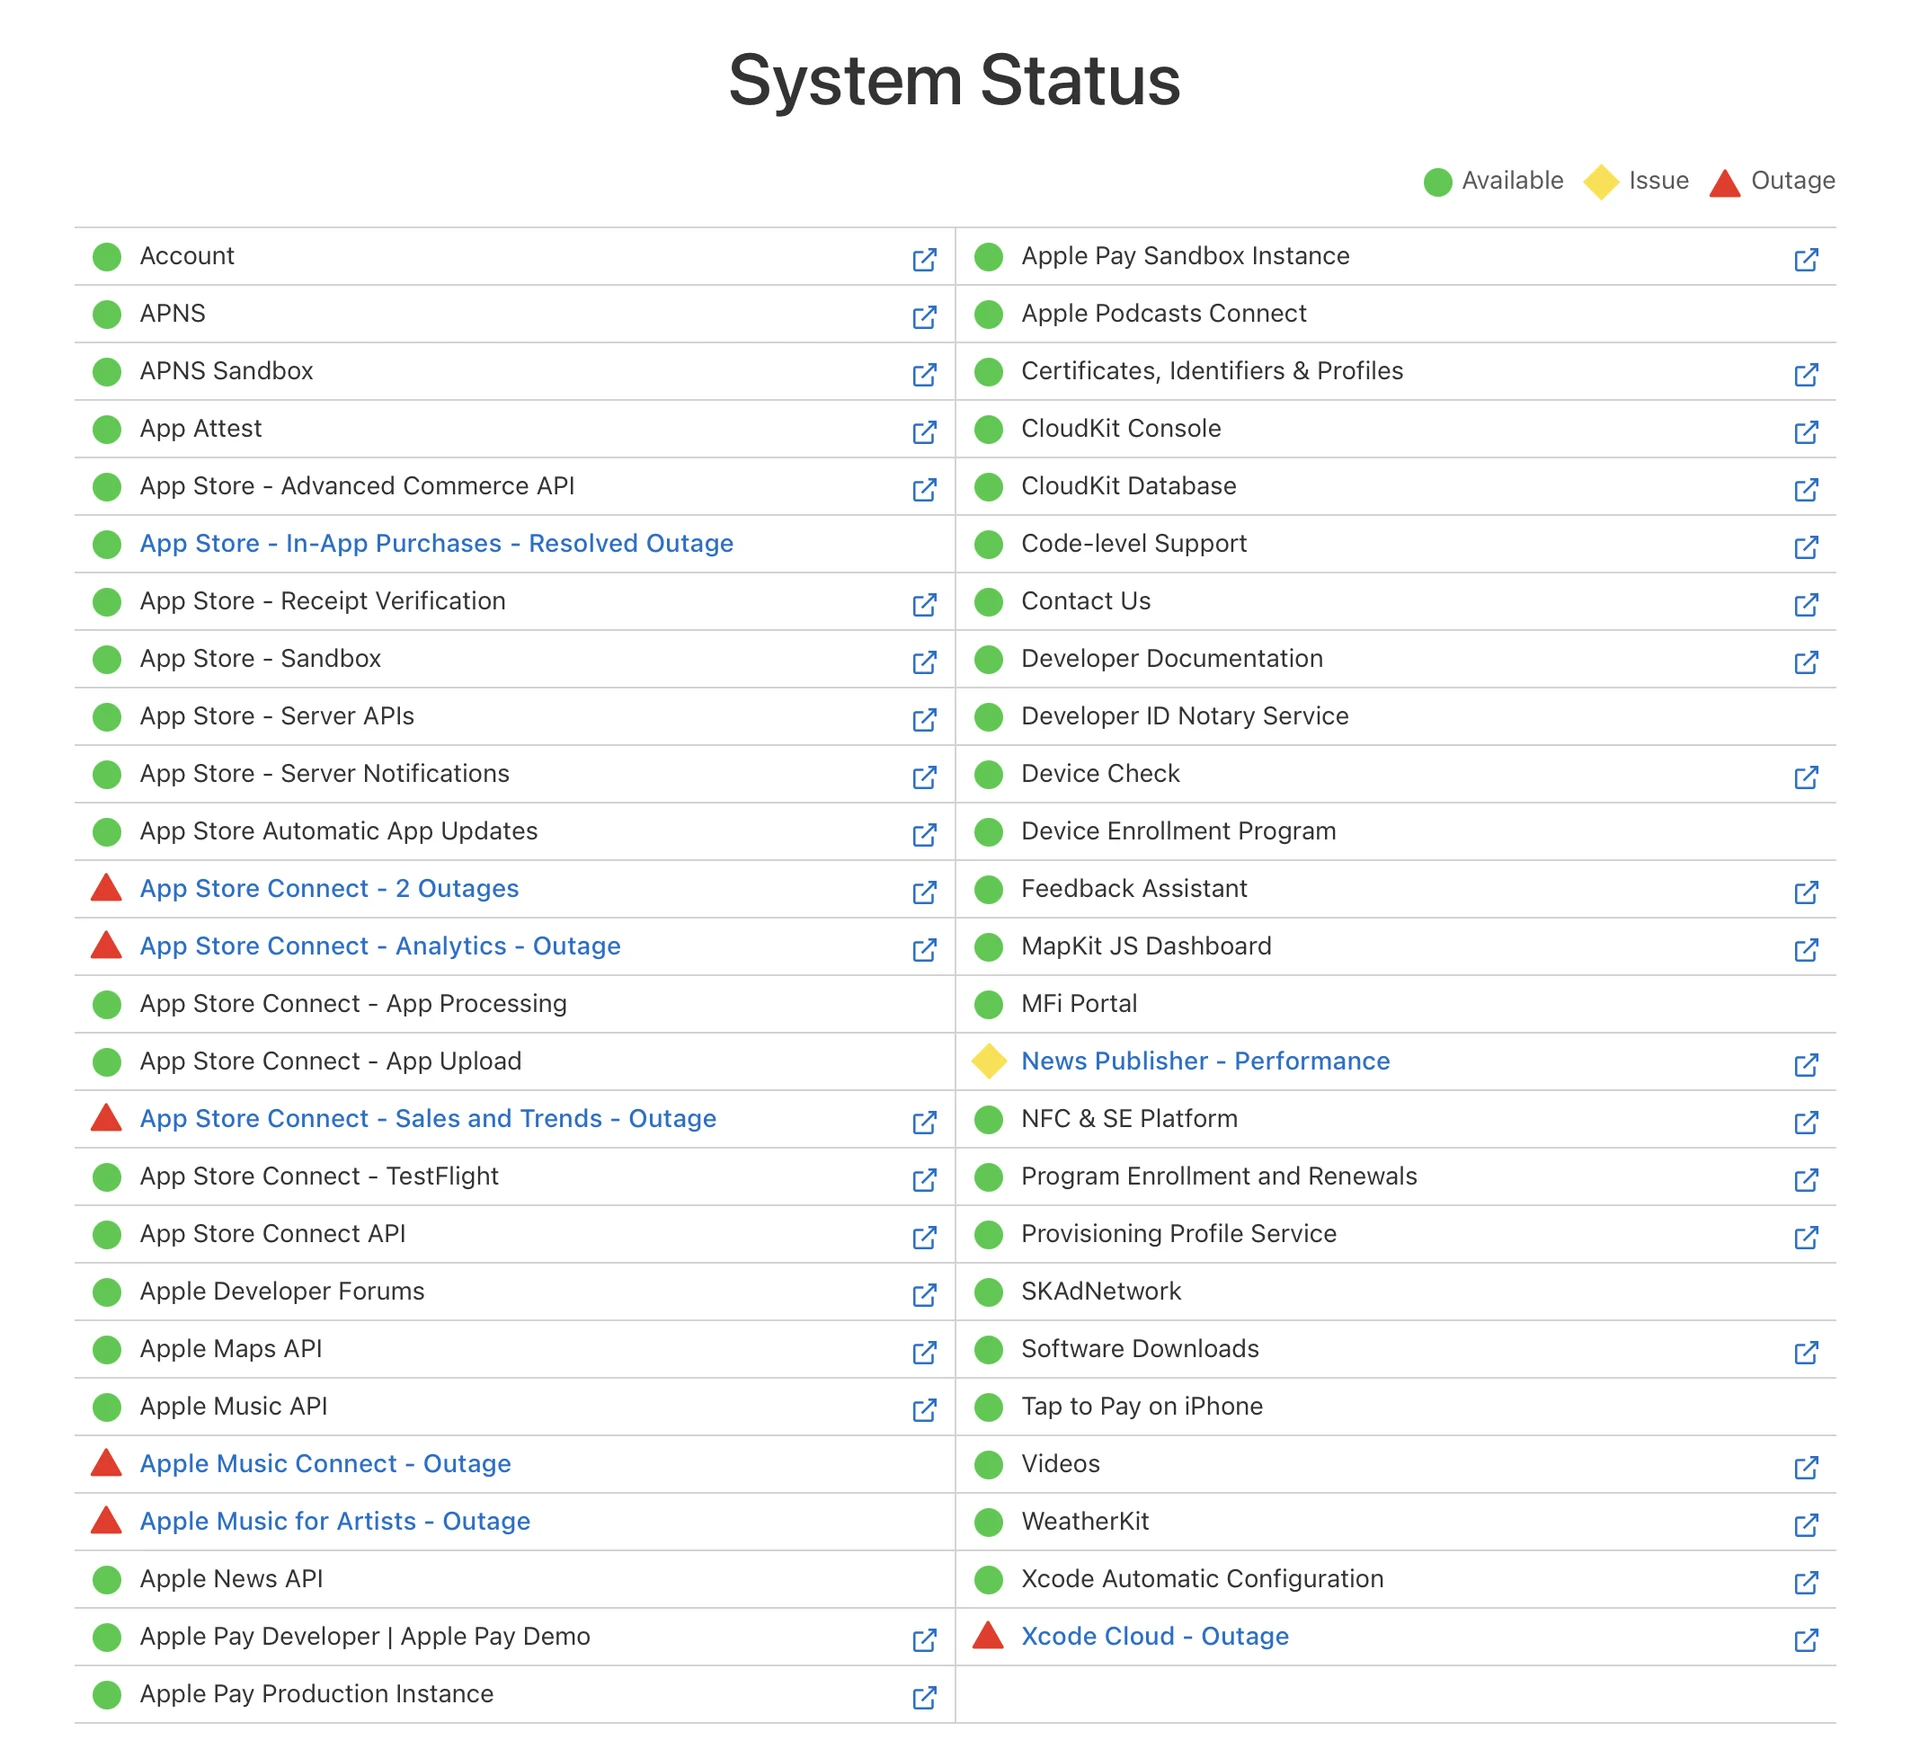 System Status
Available Issue Outage
Account
APNS
APNS Sandbox
App Attest
App Store - Advanced Commerce API
App Store - In-App Purchases - Resolved Outage
App Store - Receipt Verification
App Store - Sandbox
App Store - Server APIs
App Store - Server Notifications
App Store Automatic App Updates
App Store Connect - 2 Outages
App Store Connect - Analytics - Outage
App Store Connect - App Processing
App Store Connect - App Upload
App Store Connect - Sales and Trends - Outage
App Store Connect - TestFlight
App Store Connect API
Apple Developer Forums
Apple Maps API
Apple Music API
Apple Music Connect - Outage
Apple Music for Artists - Outage
Apple News API
Apple Pay Developer | Apple Pay Demo
Apple Pay Production Instance
Apple Pay Sandbox Instance
Apple Podcasts Connect
Certificates, Identifiers & Profiles
CloudKit Console
CloudKit Database
Code-level Support
Contact Us
Developer Documentation
Developer ID Notary Service
Device Check
Device Enrollment Program
Feedback Assistant
MapKit JS Dashboard
MFi Portal
News Publisher - Performance
NFC & SE Platform
Program Enrollment and Renewals
Provisioning Profile Service
SKAdNetwork
Software Downloads
Tap to Pay on iPhone
Videos
WeatherKit
Xcode Automatic Configuration
Xcode Cloud - Outage